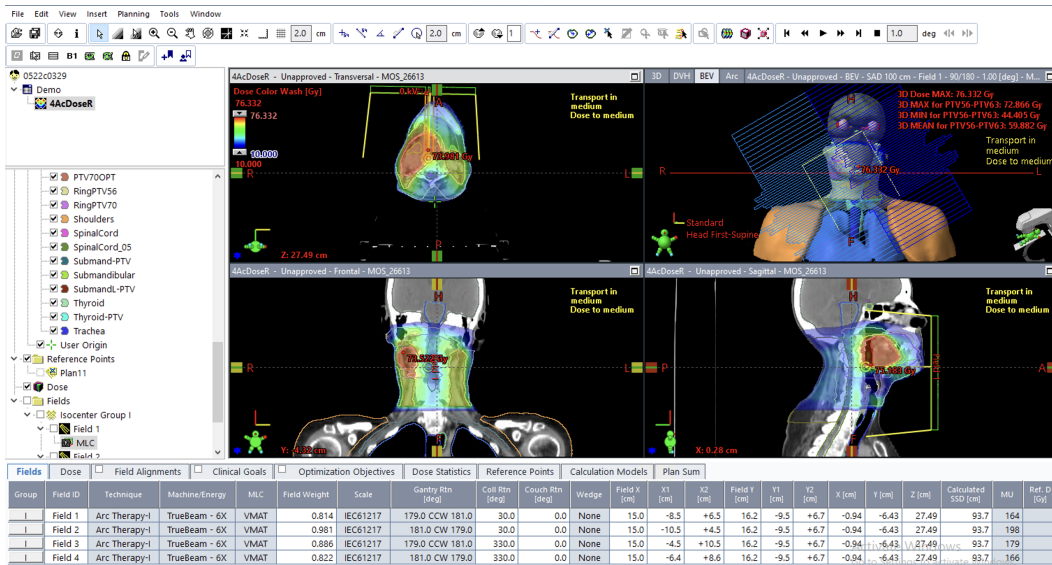 File Edit View Insert Planning Tools Window
2.0 cm 2.0 cm 1 1.0 deg
B1
0522c0329
Demo
4AcDoseR
PTV70OPT
RingPTV56
RingPTV70
Shoulders
SpinalCord
SpinalCord_05
Submand-PTV
Submandibular
SubmandL-PTV
Thyroid
Thyroid-PTV
Trachea
User Origin
Reference Points
Plan11
Dose
Fields
Isocenter Group I
Field 1
MLC
Field 2
4AcDoseR - Unapproved - Transversal - MOS_26613
Dose Color Wash [Gy]
76.332
76.332
10.000
10.000
A
Transport in
medium
Dose to medium
73.981 Gy
R L
Z: 27.49 cm
3D DVH BEV Arc 4AcDoseR - Unapproved - BEV - SAD 100 cm - Field 1 - 90/180 - 1.00 [deg] - M...
H
3D Dose MAX: 76.332 Gy
3D MAX for PTV56-PTV63: 72.866 Gy
3D MIN for PTV56-PTV63: 44.405 Gy
3D MEAN for PTV56-PTV63: 59.882 Gy
Transport in
medium
Dose to medium
R 76.332 Gy L
Standard
Head First-Supine
F
4AcDoseR - Unapproved - Frontal - MOS_26613
H
Transport in
medium
Dose to medium
R L
F
Y: -4.32 cm
4AcDoseR - Unapproved - Sagittal - MOS_26613
H
Transport in
medium
Dose to medium
P 75.183 Gy A
F
X: 0.28 cm
Fields Dose Field Alignments Clinical Goals Optimization Objectives Dose Statistics Reference Points Calculation Models Plan Sum
Group Field ID Technique Machine/Energy MLC Field Weight Scale Gantry Rtn [deg] Coll Rtn [deg] Couch Rtn [deg] Wedge Field X [cm] X1 [cm] X2 [cm] Field Y [cm] Y1 [cm] Y2 [cm] X [cm] Y [cm] Z [cm] Calculated SSD [cm] MU Ref. D [Gy]
I Field 1 Arc Therapy-I TrueBeam - 6X VMAT 0.814 IEC61217 179.0 CCW 181.0 30.0 0.0 None 15.0 -8.5 +6.5 16.2 -9.5 +6.7 -0.94 -6.43 27.49 93.7 164
I Field 2 Arc Therapy-I TrueBeam - 6X VMAT 0.981 IEC61217 181.0 CW 179.0 30.0 0.0 None 15.0 -10.5 +4.5 16.2 -9.5 +6.7 -0.94 -6.43 27.49 93.7 198
I Field 3 Arc Therapy-I TrueBeam - 6X VMAT 0.886 IEC61217 179.0 CCW 181.0 330.0 0.0 None 15.0 -4.5 +10.5 16.2 -9.5 +6.7 -0.94 -6.43 27.49 93.7 179
I Field 4 Arc Therapy-I TrueBeam - 6X VMAT 0.822 IEC61217 181.0 CW 179.0 330.0 0.0 None 15.0 -6.4 +8.6 16.2 -9.5 +6.7 -0.94 -6.43 27.49 93.7 166